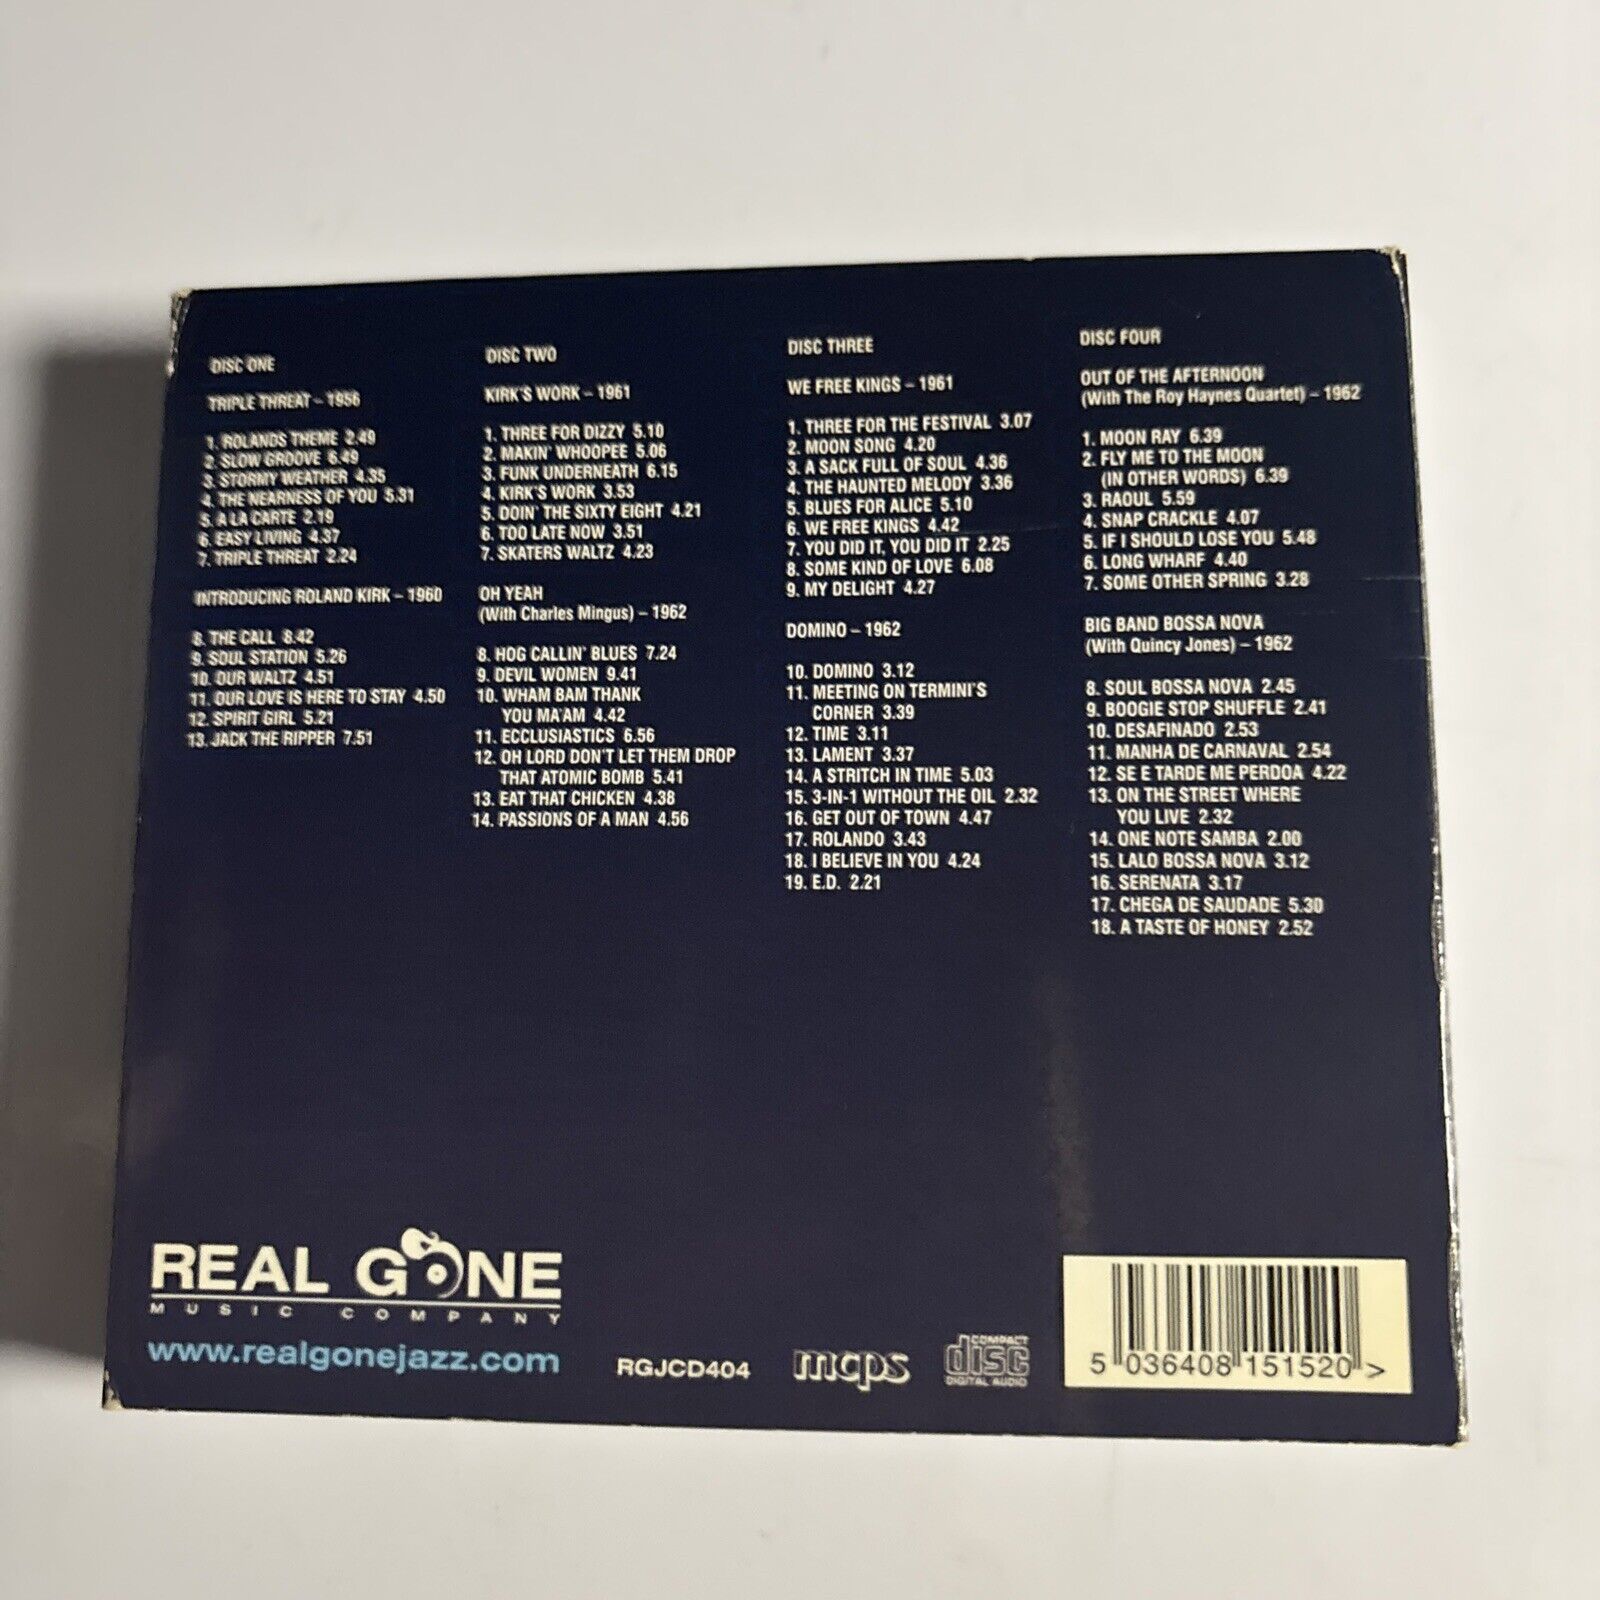 DISC ONE
TRIPLE THREAT – 1956
1. ROLANDS THEME 2.49
2. SLOW GROOVE 6.49
3. STORMY WEATHER 4.35
4. THE NEARNESS OF YOU 5.31
5. A LA CARTE 2.19
6. EASY LIVING 4.37
7. TRIPLE THREAT 2.24
INTRODUCING ROLAND KIRK – 1960
8. THE CALL 8.42
9. SOUL STATION 5.26
10. OUR WALTZ 4.51
11. OUR LOVE IS HERE TO STAY 4.50
12. SPIRIT GIRL 5.21
13. JACK THE RIPPER 7.51
DISC TWO
KIRK'S WORK – 1961
1. THREE FOR DIZZY 5.10
2. MAKIN' WHOOPEE 5.06
3. FUNK UNDERNEATH 6.15
4. KIRK'S WORK 3.53
5. DOIN' THE SIXTY EIGHT 4.21
6. TOO LATE NOW 3.51
7. SKATERS WALTZ 4.23
OH YEAH
(With Charles Mingus) – 1962
8. HOG CALLIN' BLUES 7.24
9. DEVIL WOMEN 9.41
10. WHAM BAM THANK
YOU MA'AM 4.42
11. ECCLUSIASTICS 6.56
12. OH LORD DON'T LET THEM DROP
THAT ATOMIC BOMB 5.41
13. EAT THAT CHICKEN 4.38
14. PASSIONS OF A MAN 4.56
DISC THREE
WE FREE KINGS – 1961
1. THREE FOR THE FESTIVAL 3.07
2. MOON SONG 4.20
3. A SACK FULL OF SOUL 4.36
4. THE HAUNTED MELODY 3.36
5. BLUES FOR ALICE 5.10
6. WE FREE KINGS 4.42
7. YOU DID IT, YOU DID IT 2.25
8. SOME KIND OF LOVE 6.08
9. MY DELIGHT 4.27
DOMINO – 1962
10. DOMINO 3.12
11. MEETING ON TERMINI'S
CORNER 3.39
12. TIME 3.11
13. LAMENT 3.37
14. A STRITCH IN TIME 5.03
15. 3-IN-1 WITHOUT THE OIL 2.32
16. GET OUT OF TOWN 4.47
17. ROLANDO 3.43
18. I BELIEVE IN YOU 4.24
19. E.D. 2.21
DISC FOUR
OUT OF THE AFTERNOON
(With The Roy Haynes Quartet) – 1962
1. MOON RAY 6.39
2. FLY ME TO THE MOON
(IN OTHER WORDS) 6.39
3. RAOUL 5.59
4. SNAP CRACKLE 4.07
5. IF I SHOULD LOSE YOU 5.48
6. LONG WHARF 4.40
7. SOME OTHER SPRING 3.28
BIG BAND BOSSA NOVA
(With Quincy Jones) – 1962
8. SOUL BOSSA NOVA 2.45
9. BOOGIE STOP SHUFFLE 2.41
10. DESAFINADO 2.53
11. MANHA DE CARNAVAL 2.54
12. SE E TARDE ME PERDOA 4.22
13. ON THE STREET WHERE
YOU LIVE 2.32
14. ONE NOTE SAMBA 2.00
15. LALO BOSSA NOVA 3.12
16. SERENATA 3.17
17. CHEGA DE SAUDADE 5.30
18. A TASTE OF HONEY 2.52
REAL GONE
MUSIC COMPANY
www.realgonejazz.com
RGJCD404
mcps
COMPACT
disc
DIGITAL AUDIO
5 036408 151520 >